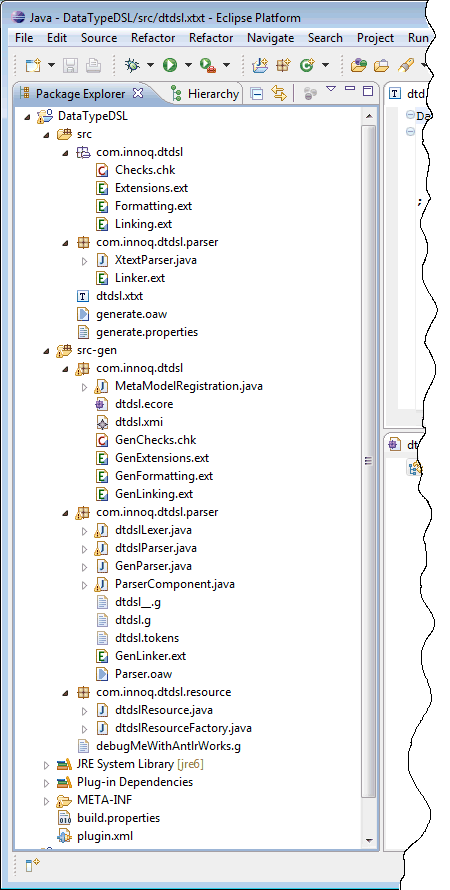 Java - DataTypeDSL/src/dtdsl.xtxt - Eclipse Platform
File Edit Source Refactor Refactor Navigate Search Project Run
Package Explorer Hierarchy dtd
DataTypeDSL Da
src
com.innoq.dtdsl
Checks.chk
Extensions.ext
Formatting.ext ;
Linking.ext
com.innoq.dtdsl.parser
XtextParser.java
Linker.ext
dtdsl.xtxt
generate.oaw
generate.properties
src-gen
com.innoq.dtdsl
MetaModelRegistration.java
dtdsl.ecore
dtdsl.xmi
GenChecks.chk dt
GenExtensions.ext
GenFormatting.ext
GenLinking.ext
com.innoq.dtdsl.parser
dtdslLexer.java
dtdslParser.java
GenParser.java
ParserComponent.java
dtdsl__.g
dtdsl.g
dtdsl.tokens
GenLinker.ext
Parser.oaw
com.innoq.dtdsl.resource
dtdslResource.java
dtdslResourceFactory.java
debugMeWithAntlrWorks.g
JRE System Library [jre6]
Plug-in Dependencies
META-INF
build.properties
plugin.xml